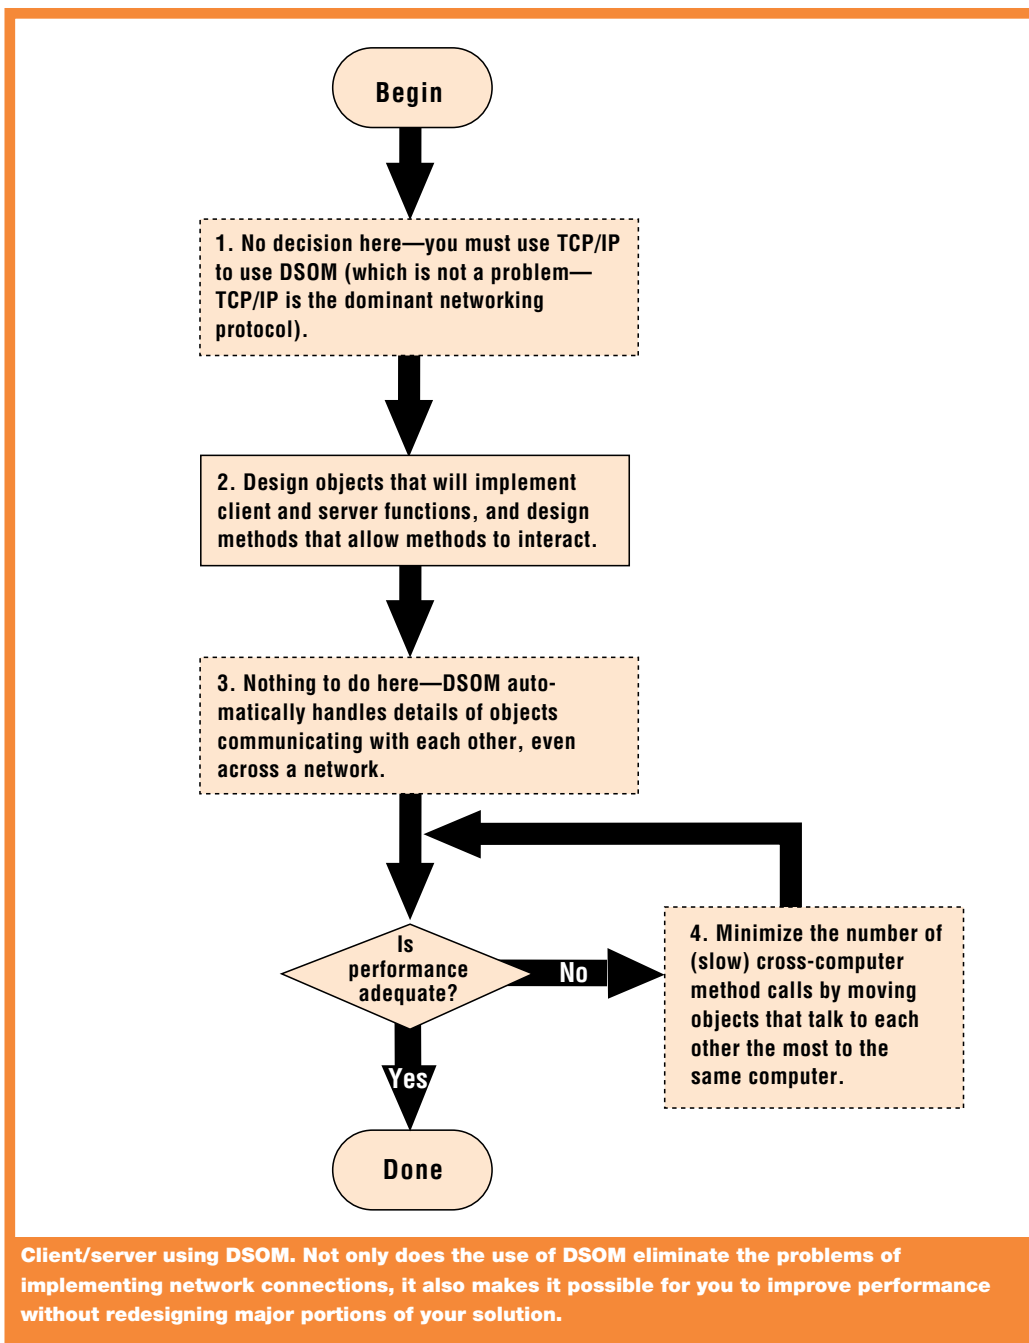 Begin
1. No decision here—you must use TCP/IP
to use DSOM (which is not a problem—
TCP/IP is the dominant networking
protocol).
2. Design objects that will implement
client and server functions, and design
methods that allow methods to interact.
3. Nothing to do here—DSOM auto-
matically handles details of objects
communicating with each other, even
across a network.
Is
performance
adequate?
No
4. Minimize the number of
(slow) cross-computer
method calls by moving
objects that talk to each
other the most to the
same computer.
Yes
Done
Client/server using DSOM. Not only does the use of DSOM eliminate the problems of
implementing network connections, it also makes it possible for you to improve performance
without redesigning major portions of your solution.